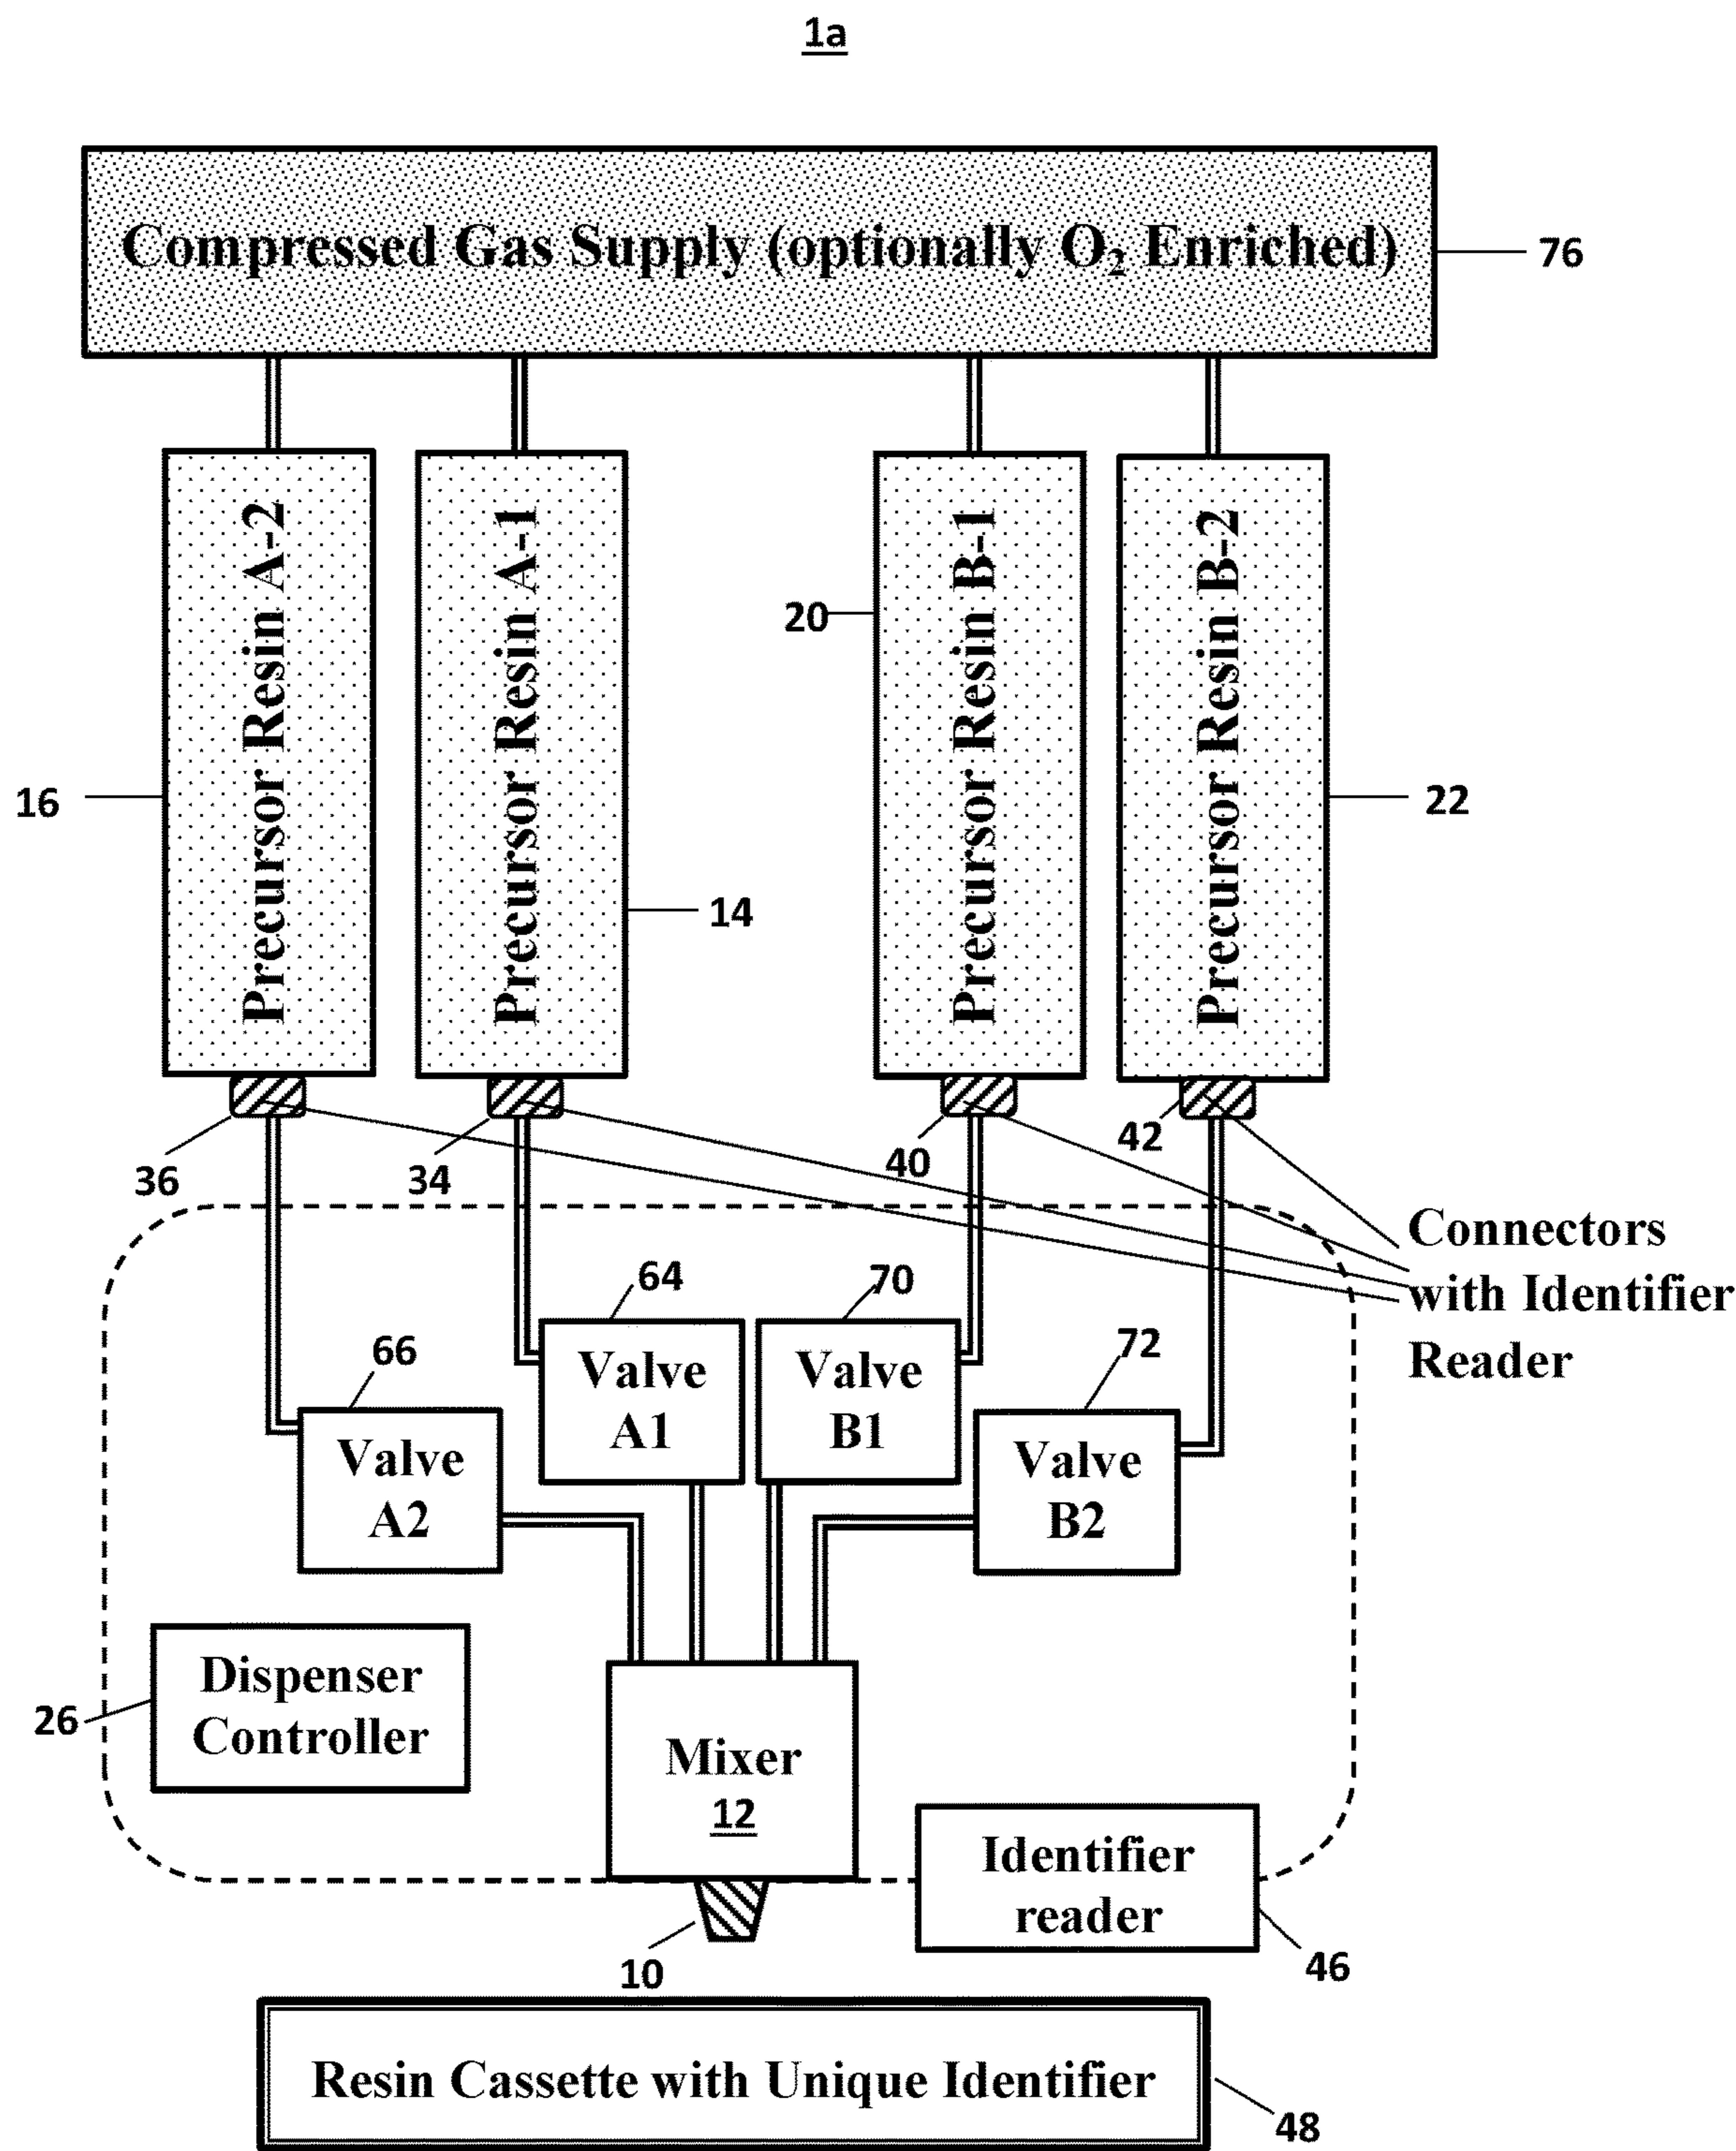 1a
Compressed Gas Supply (optionally O₂ Enriched)
76
Precursor Resin A-2
Precursor Resin A-1
Precursor Resin B-1
Precursor Resin B-2
20
16
22
14
36
34
40
42
Connectors
with Identifier
Reader
64
70
66
72
Valve
A1
Valve
B1
Valve
A2
Valve
B2
Dispenser
Controller
26
Mixer
12
Identifier
reader
10
46
Resin Cassette with Unique Identifier
48